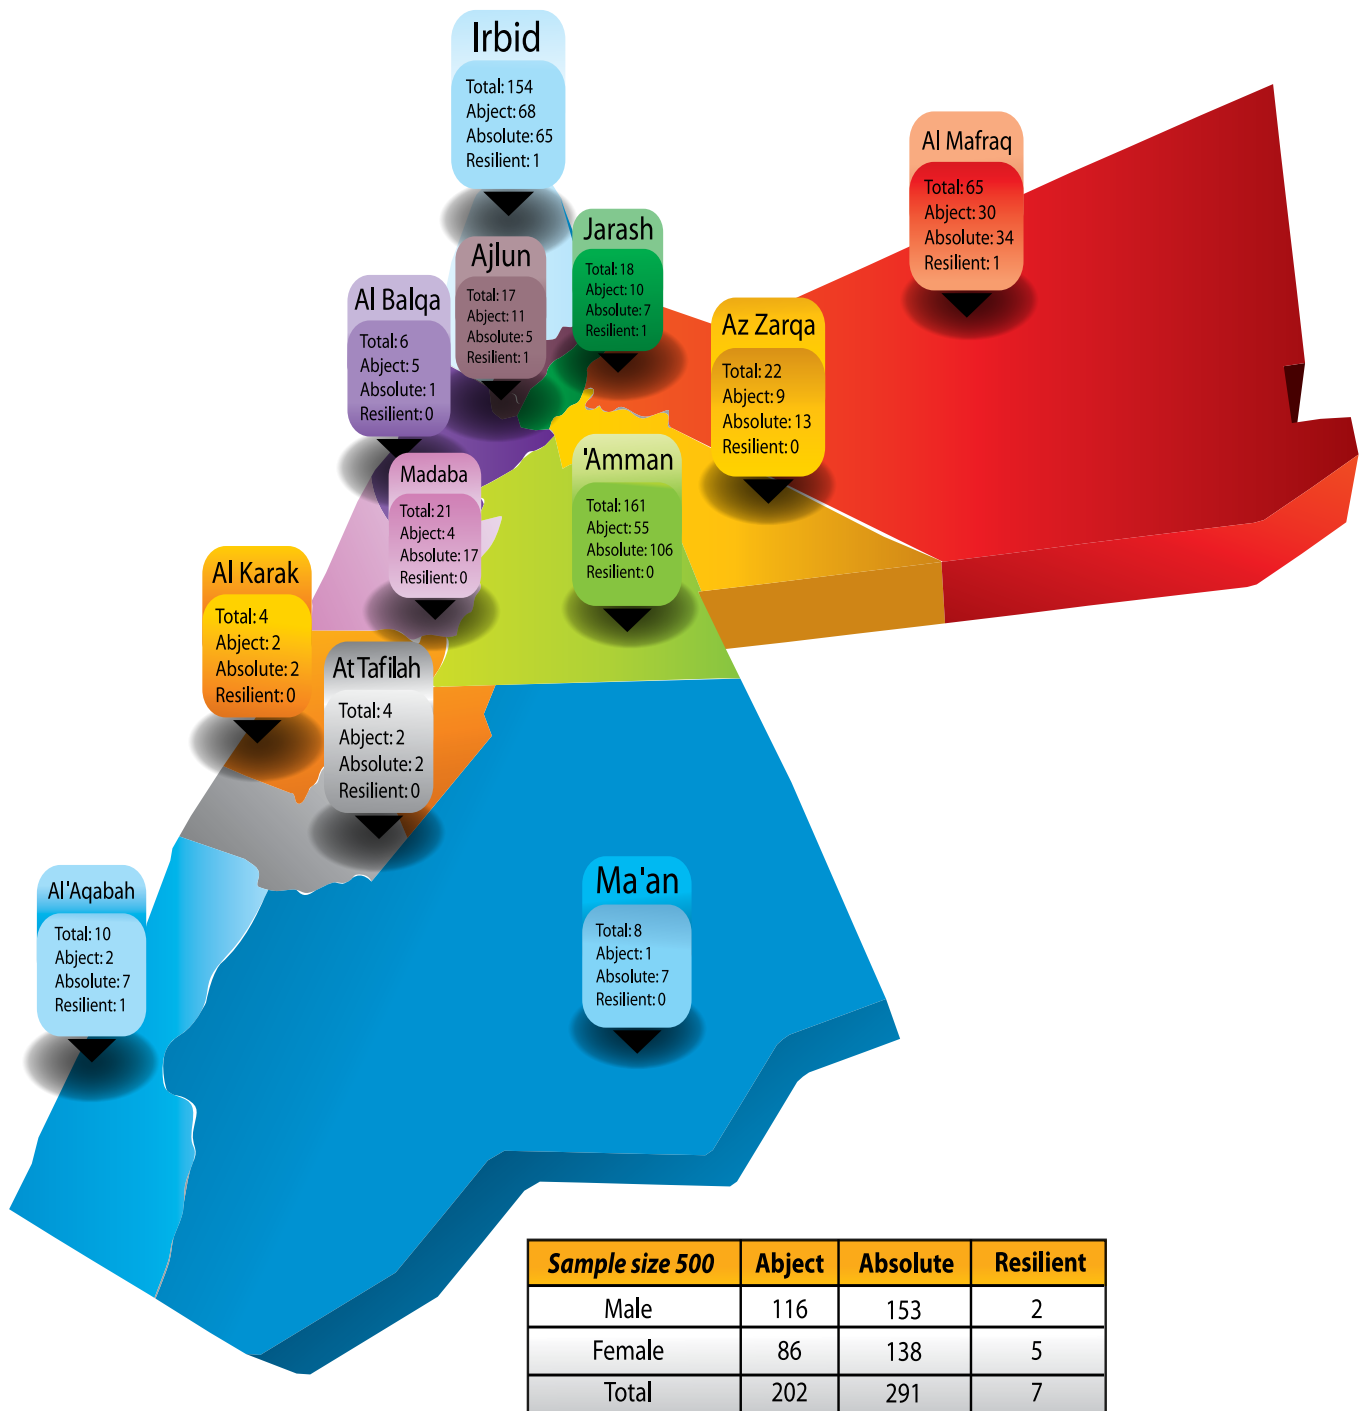 Irbid
Total: 154
Abject: 68
Absolute: 65
Resilient: 1
Al Mafraq
Total: 65
Abject: 30
Absolute: 34
Resilient: 1
Jarash
Total: 18
Abject: 10
Absolute: 7
Resilient: 1
Ajlun
Total: 17
Abject: 11
Absolute: 5
Resilient: 1
Al Balqa
Total: 6
Abject: 5
Absolute: 1
Resilient: 0
Az Zarqa
Total: 22
Abject: 9
Absolute: 13
Resilient: 0
Madaba
Total: 21
Abject: 4
Absolute: 17
Resilient: 0
'Amman
Total: 161
Abject: 55
Absolute: 106
Resilient: 0
Al Karak
Total: 4
Abject: 2
Absolute: 2
Resilient: 0
At Tafilah
Total: 4
Abject: 2
Absolute: 2
Resilient: 0
Al 'Aqabah
Total: 10
Abject: 2
Absolute: 7
Resilient: 1
Ma'an
Total: 8
Abject: 1
Absolute: 7
Resilient: 0
Sample size 500 Abject Absolute Resilient
Male 116 153 2
Female 86 138 5
Total 202 291 7